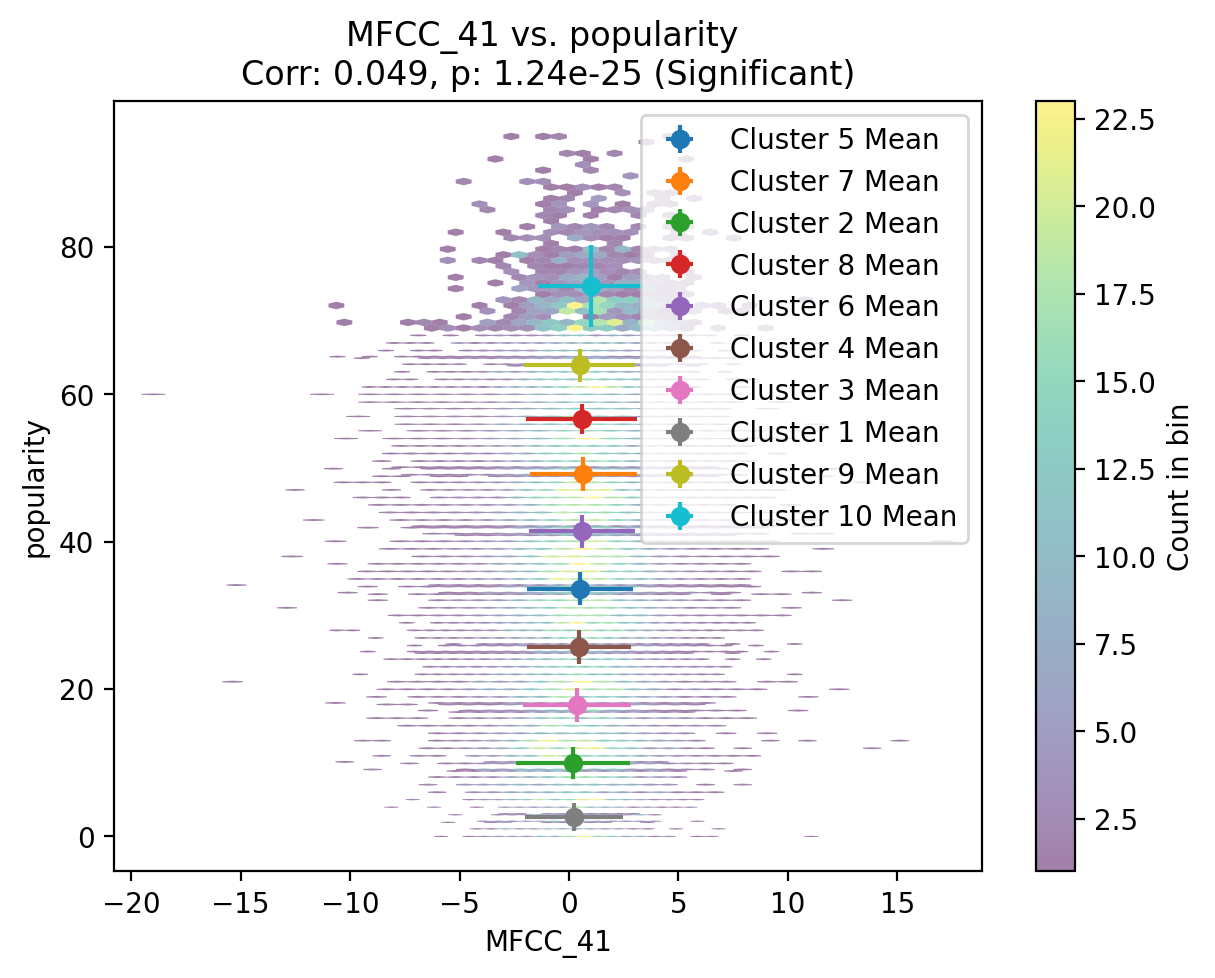 MFCC_41 vs. popularity
Corr: 0.049, p: 1.24e-25 (Significant)
Cluster 5 Mean
Cluster 7 Mean
Cluster 2 Mean
Cluster 8 Mean
Cluster 6 Mean
Cluster 4 Mean
Cluster 3 Mean
Cluster 1 Mean
Cluster 9 Mean
Cluster 10 Mean
popularity
80
60
40
20
0
−20
−15
−10
−5
0
5
10
15
MFCC_41
22.5
20.0
17.5
15.0
12.5
10.0
7.5
5.0
2.5
Count in bin